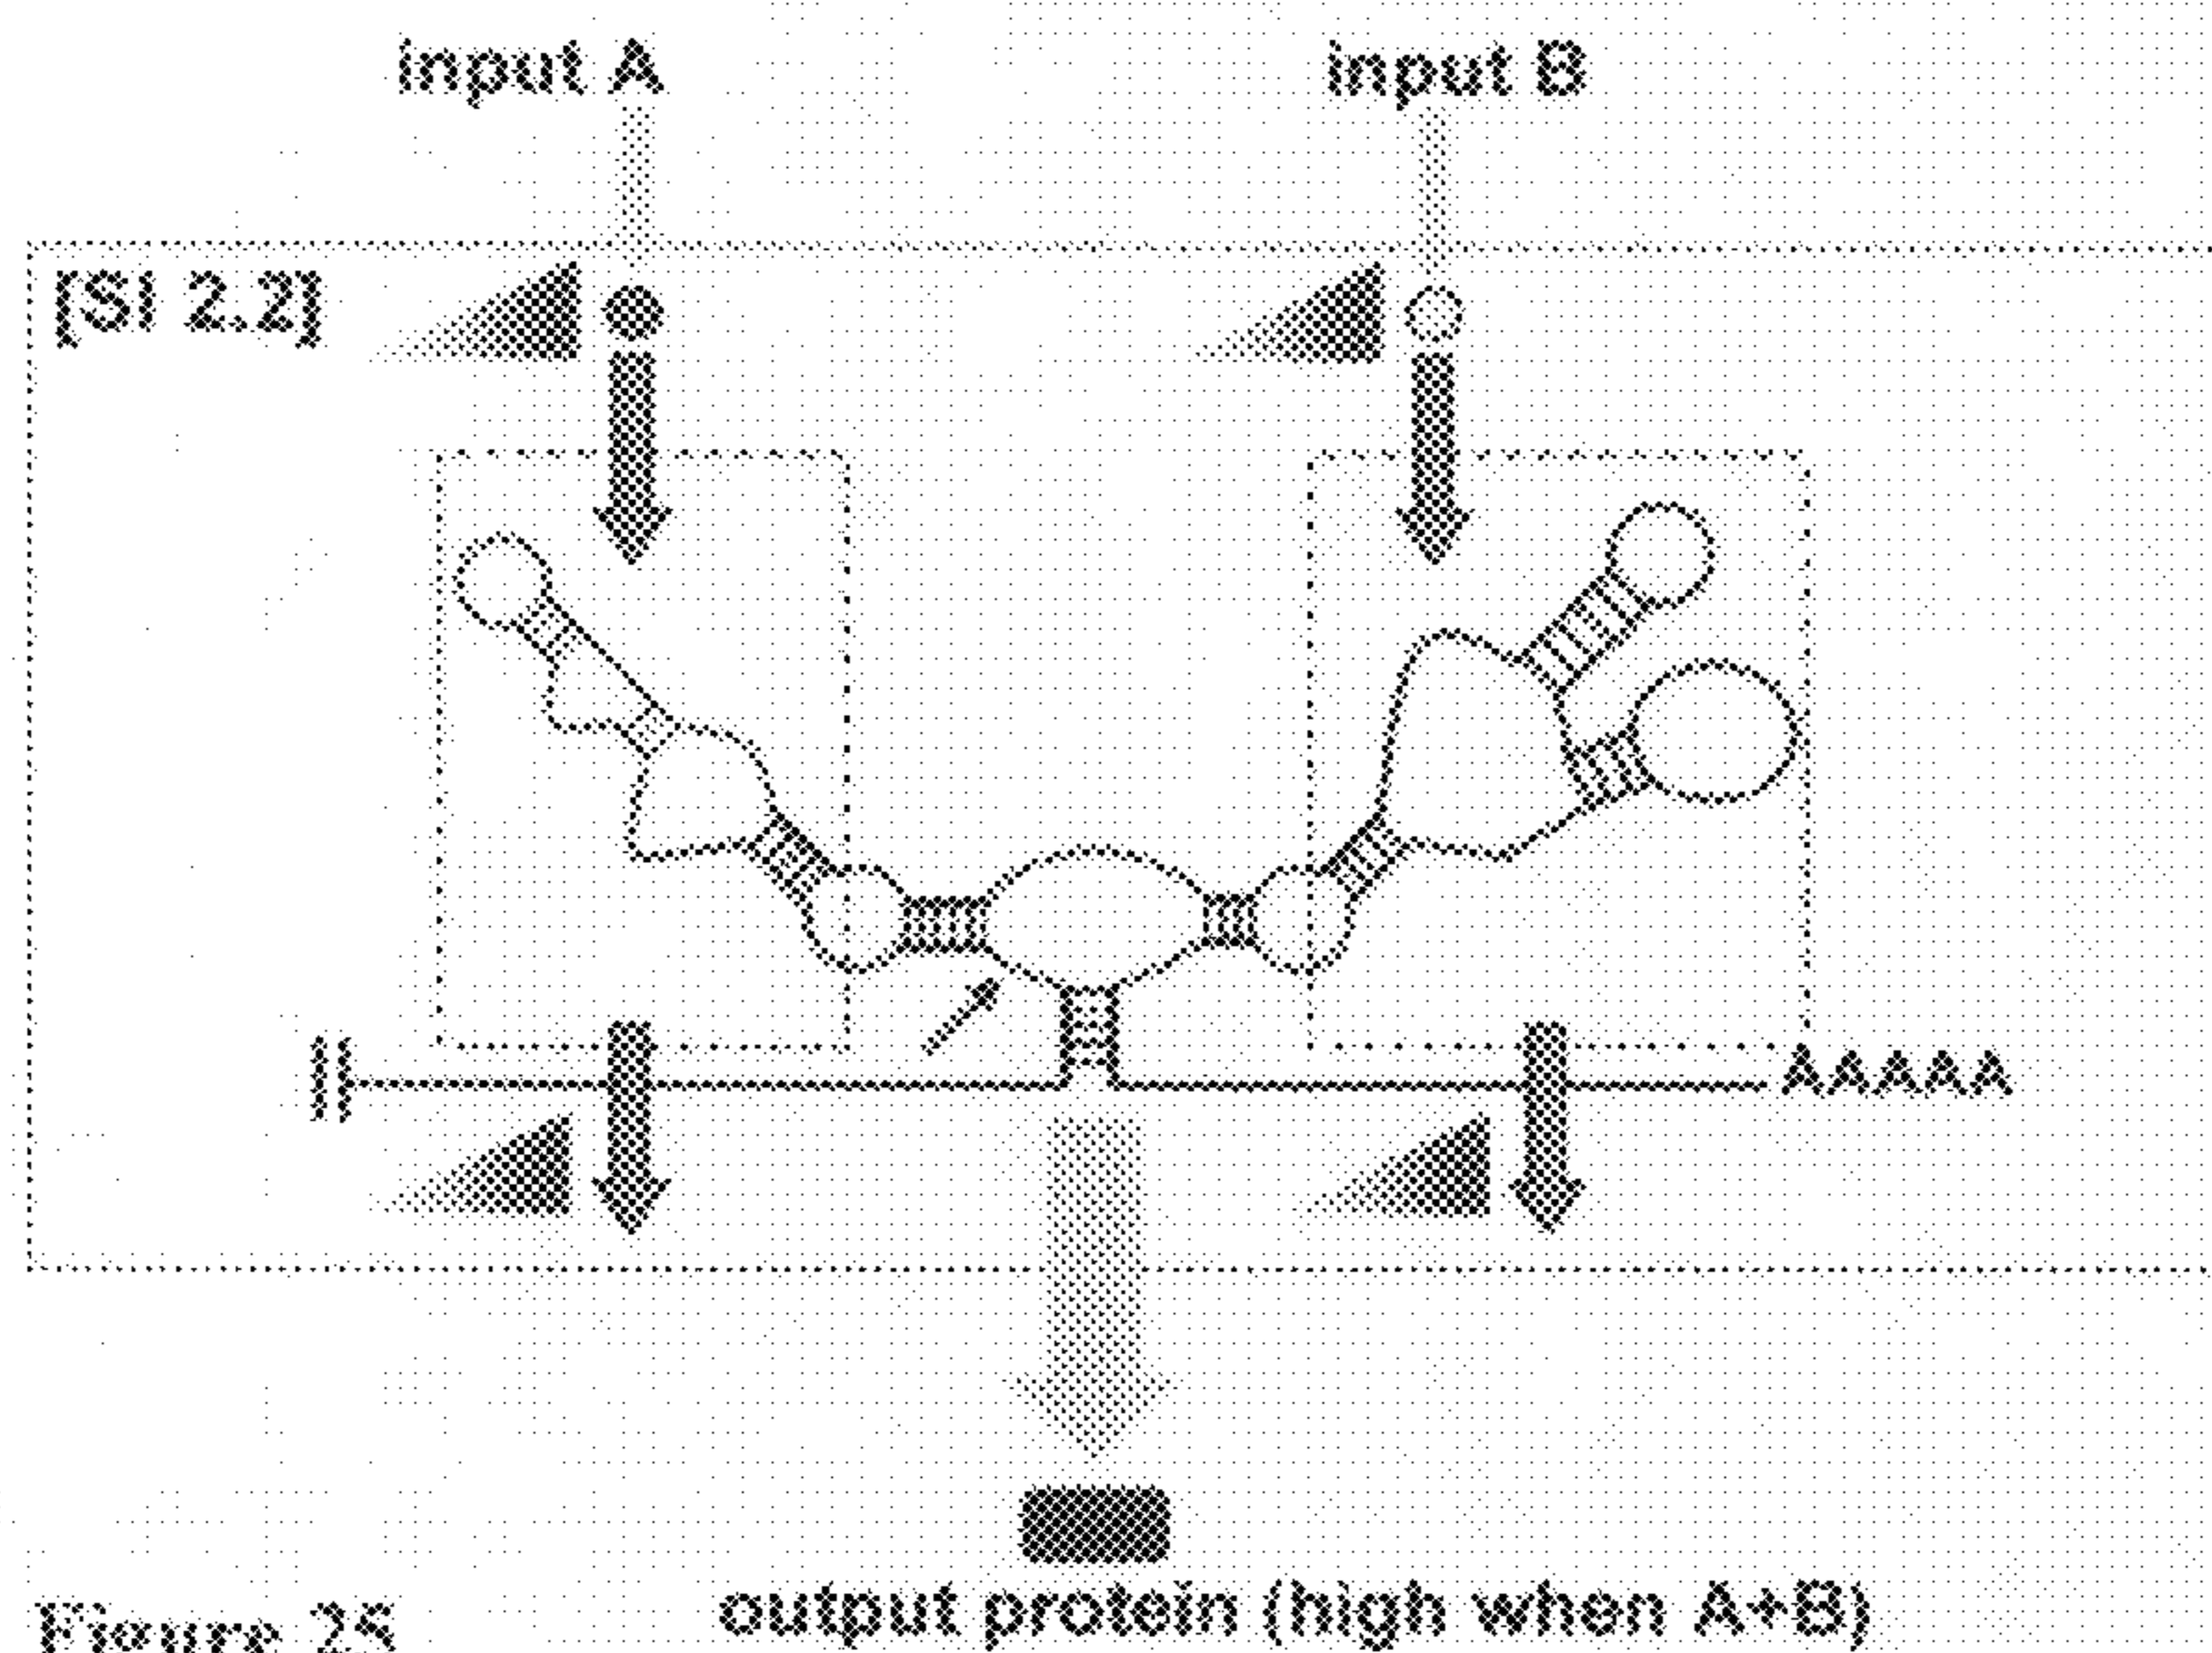 input A
input B
[SI 2.2]
AAAAA
output protein (high when A+B)
Figure 25